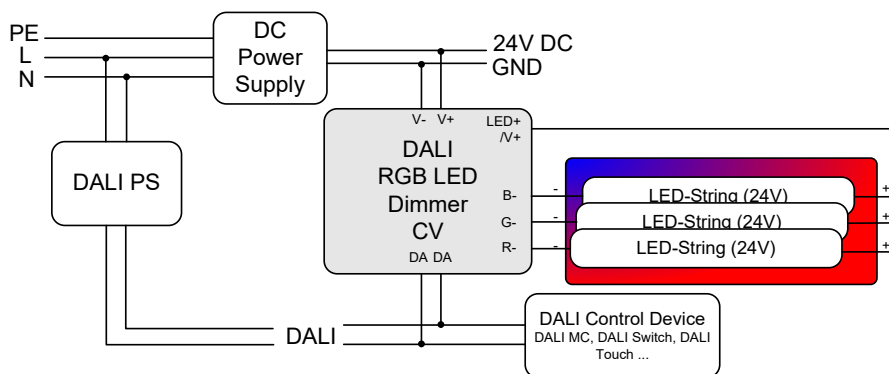 PE
L
N
DC
Power
Supply
24V DC
GND
V- V+
LED+
/V+
DALI
RGB LED
Dimmer
CV
B-
G-
R-
DA DA
- LED-String (24V) +
- LED-String (24V) +
- LED-String (24V) +
DALI PS
DALI
DALI Control Device
DALI MC, DALI Switch, DALI
Touch ...